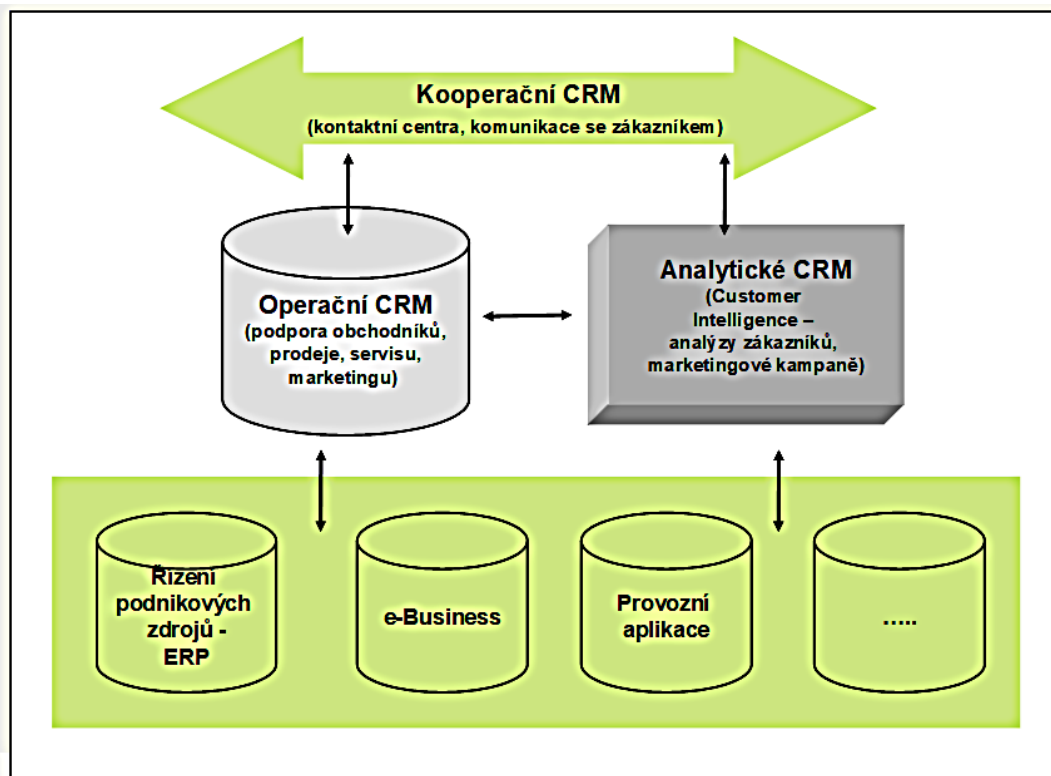 Kooperační CRM
(kontaktní centra, komunikace se zákazníkem)
Operační CRM
(podpora obchodníků,
prodeje, servisu,
marketingu)
Analytické CRM
(Customer
Intelligence –
analýzy zákazníků,
marketingové kampaně)
Řízení
podnikových
zdrojů -
ERP
e-Business
Provozní
aplikace
.....